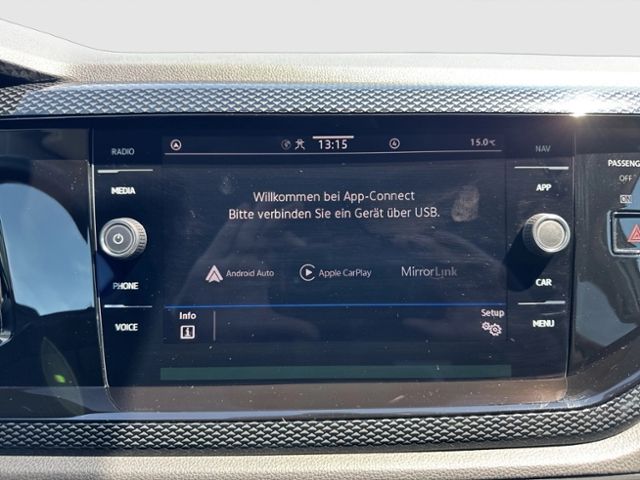 RADIO
13:15
15.0°C
NAV
PASSENG
OFF
MEDIA
Willkommen bei App-Connect
Bitte verbinden Sie ein Gerät über USB.
APP
ON
Android Auto
Apple CarPlay
MirrorLink
PHONE
CAR
Info
Setup
VOICE
MENU